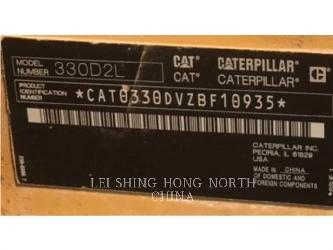 MODEL NUMBER 330D2L CAT CATERPILLAR
CAT® CATERPILLAR®
PRODUCT IDENTIFICATION NUMBER
*CAT0330DVZBF10935*
CATERPILLAR INC.
PEORIA, IL 61629
USA
MADE IN CHINA
OF DOMESTIC AND
FOREIGN COMPONENTS
LEI SHING HONG NORTH
CHINA